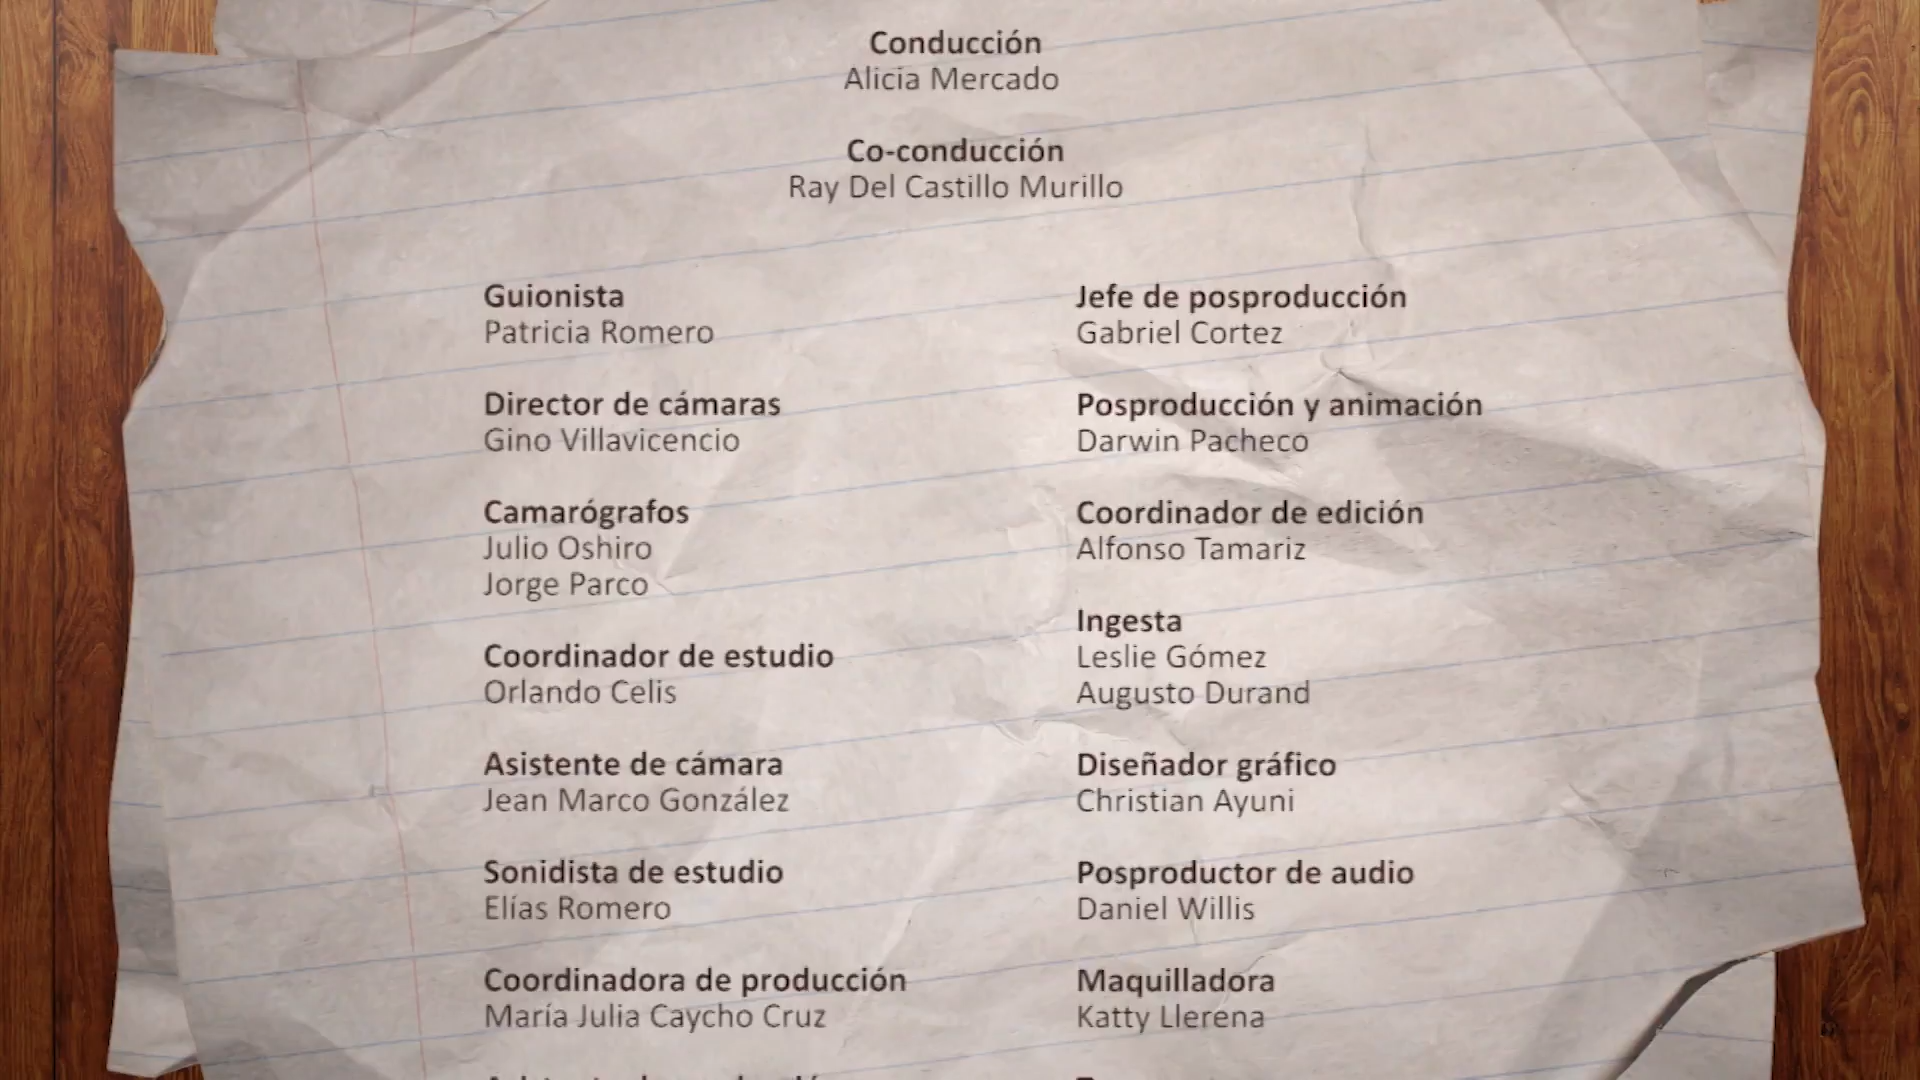 Conducción
Alicia Mercado
Co-conducción
Ray Del Castillo Murillo
Guionista
Patricia Romero
Director de cámaras
Gino Villavicencio
Camarógrafos
Julio Oshiro
Jorge Parco
Coordinador de estudio
Orlando Celis
Asistente de cámara
Jean Marco González
Sonidista de estudio
Elías Romero
Coordinadora de producción
María Julia Caycho Cruz
Jefe de posproducción
Gabriel Cortez
Posproducción y animación
Darwin Pacheco
Coordinador de edición
Alfonso Tamariz
Ingesta
Leslie Gómez
Augusto Durand
Diseñador gráfico
Christian Ayuni
Posproductor de audio
Daniel Willis
Maquilladora
Katty Llerena